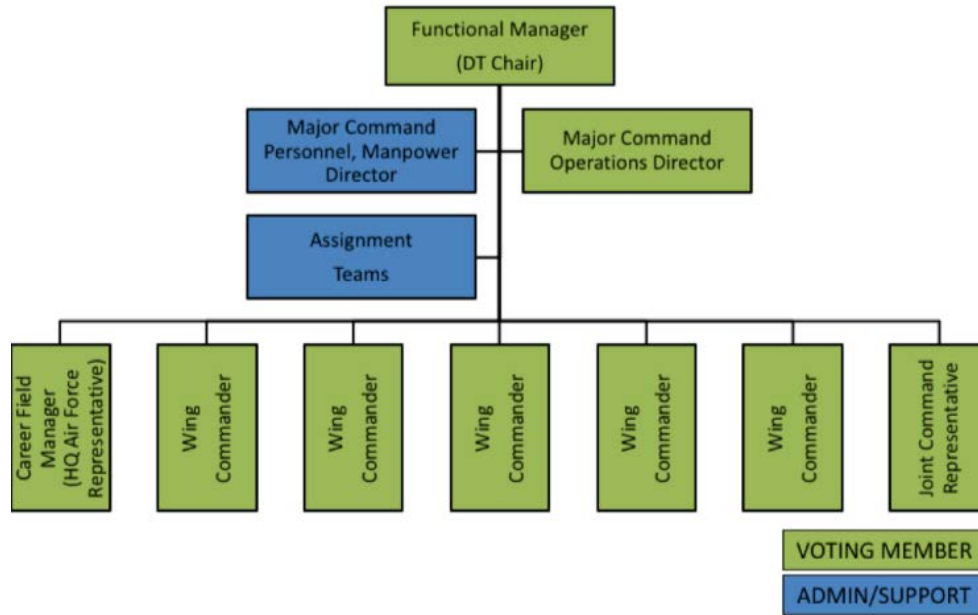 Functional Manager
(DT Chair)
Major Command
Personnel, Manpower
Director
Major Command
Operations Director
Assignment
Teams
Career Field
Manager
(HQ Air Force
Representative)
Wing
Commander
Wing
Commander
Wing
Commander
Wing
Commander
Wing
Commander
Joint Command
Representative
VOTING MEMBER
ADMIN/SUPPORT